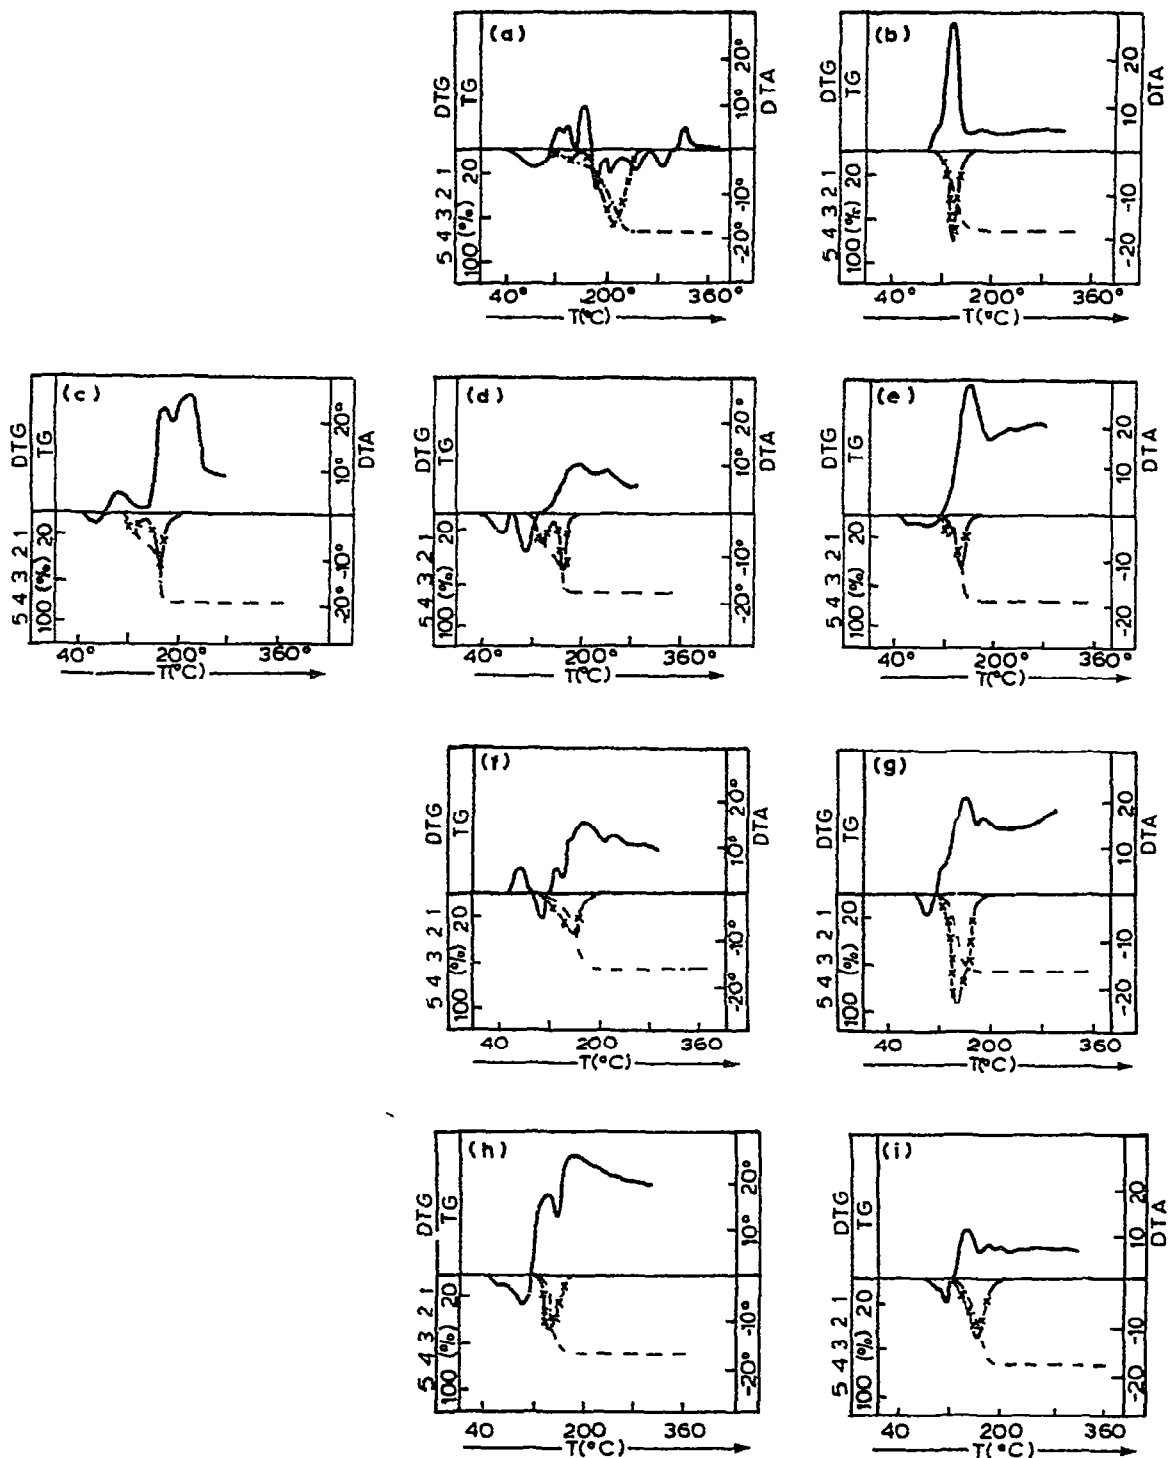 (a)
DTG
TG
20°
10°
DTA
20
-10°
-20°
5 4 3 2 1
100 (%)
40° 200° 360°
T(°C)
(b)
DTG
TG
20
10
DTA
20
-10
-20
5 4 3 2 1
100 (%)
40° 200° 360°
T(°C)
(c)
DTG
TG
20°
10°
DTA
20
-10°
-20°
5 4 3 2 1
100 (%)
40° 200° 360°
T(°C)
(d)
DTG
TG
20°
10°
DTA
20
-10°
-20°
5 4 3 2 1
100 (%)
40° 200° 360°
T(°C)
(e)
DTG
TG
20
10
DTA
20
-10
-20
5 4 3 2 1
100 (%)
40° 200° 360°
T(°C)
(f)
DTG
TG
20°
10°
DTA
20
-10°
-20°
5 4 3 2 1
100 (%)
40 200 360
T(°C)
(g)
DTG
TG
20
10
DTA
20
-10
-20
5 4 3 2 1
100 (%)
40 200 360
T(°C)
(h)
DTG
TG
20°
10°
20
-10°
-20°
5 4 3 2 1
100 (%)
40 200 360
T(°C)
(i)
DTG
TG
20
10
DTA
20
-10
-20
5 4 3 2 1
100 (%)
40 200 360
T(°C)